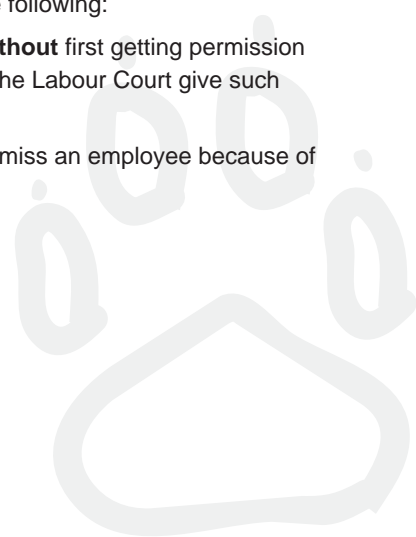 following:
thout first getting permission
he Labour Court give such
miss an employee because of